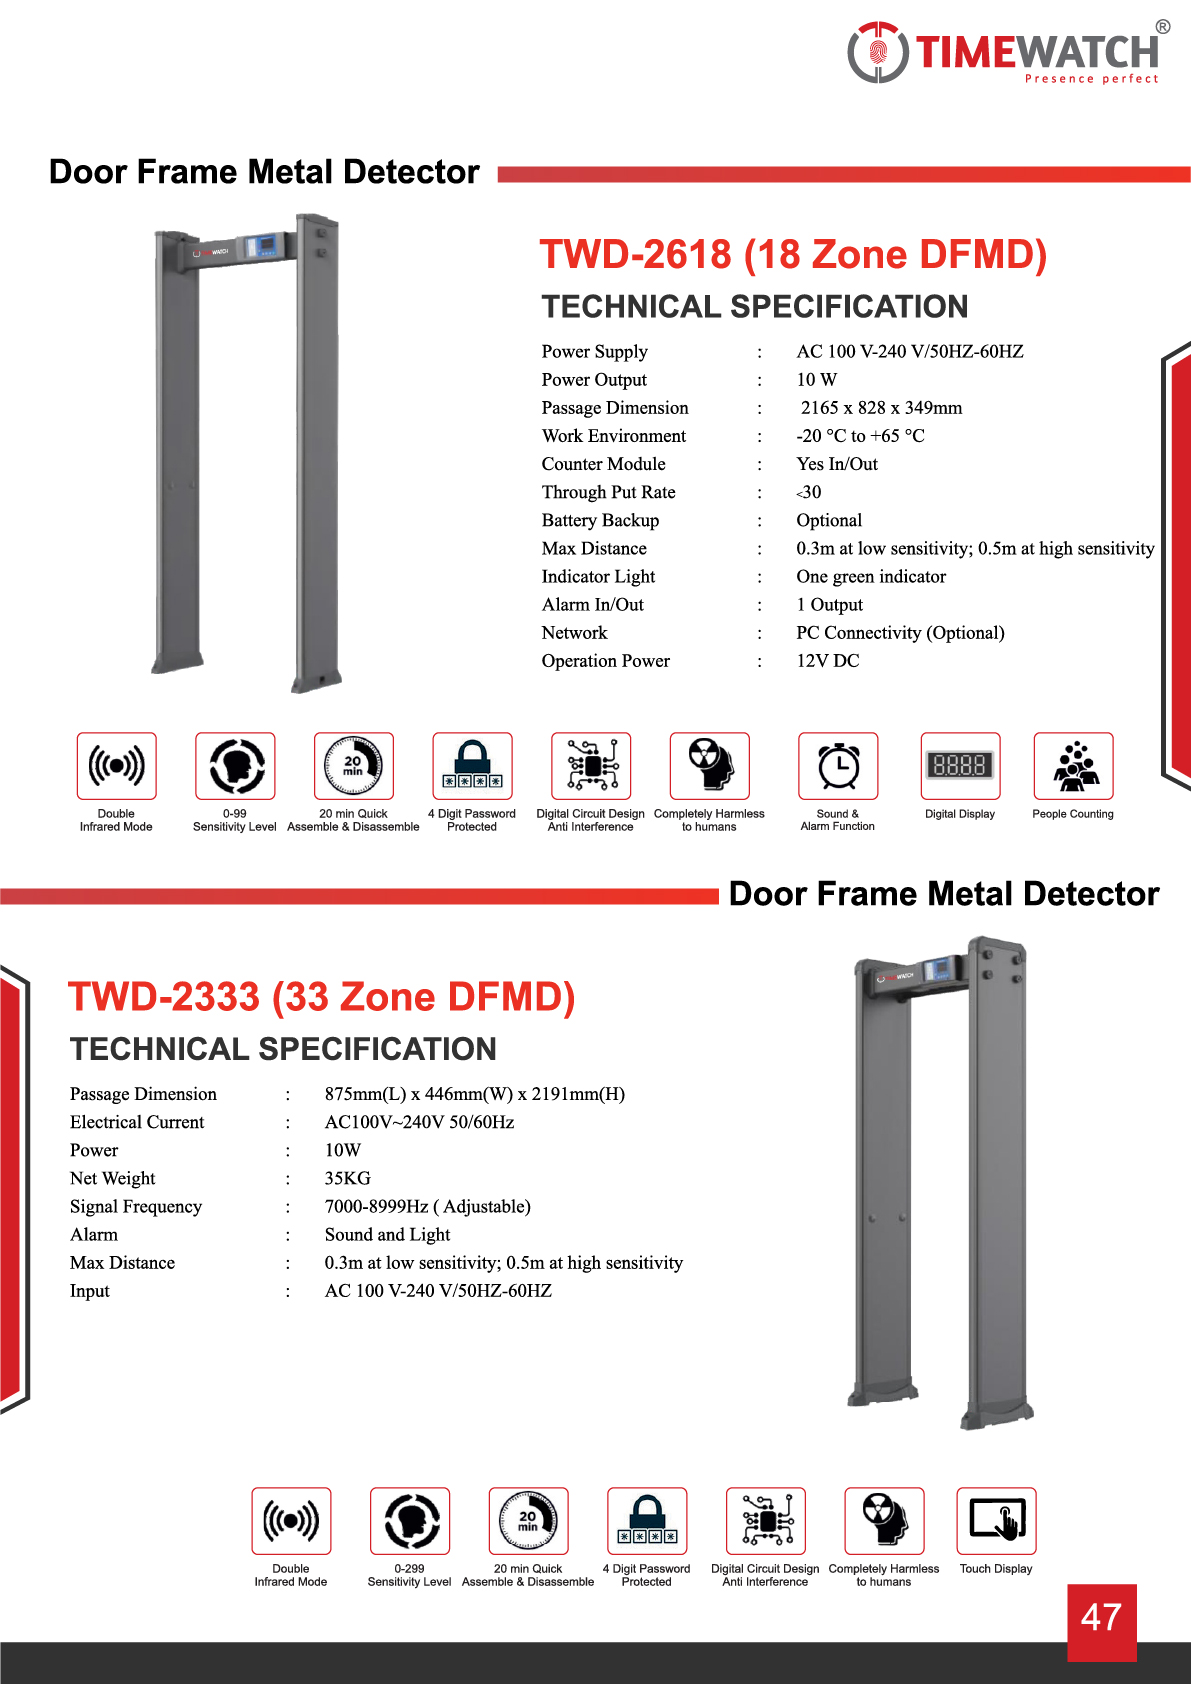 TIMEWATCH®
Presence perfect
Door Frame Metal Detector
TIMEWATCH
TWD-2618 (18 Zone DFMD)
TECHNICAL SPECIFICATION
Power Supply : AC 100 V-240 V/50HZ-60HZ
Power Output : 10 W
Passage Dimension : 2165 x 828 x 349mm
Work Environment : -20 °C to +65 °C
Counter Module : Yes In/Out
Through Put Rate : <30
Battery Backup : Optional
Max Distance : 0.3m at low sensitivity; 0.5m at high sensitivity
Indicator Light : One green indicator
Alarm In/Out : 1 Output
Network : PC Connectivity (Optional)
Operation Power : 12V DC
20
min
8888
Double
Infrared Mode
0-99
Sensitivity Level
20 min Quick
Assemble & Disassemble
4 Digit Password
Protected
Digital Circuit Design
Anti Interference
Completely Harmless
to humans
Sound &
Alarm Function
Digital Display
People Counting
Door Frame Metal Detector
TIMEWATCH
TWD-2333 (33 Zone DFMD)
TECHNICAL SPECIFICATION
Passage Dimension : 875mm(L) x 446mm(W) x 2191mm(H)
Electrical Current : AC100V~240V 50/60Hz
Power : 10W
Net Weight : 35KG
Signal Frequency : 7000-8999Hz ( Adjustable)
Alarm : Sound and Light
Max Distance : 0.3m at low sensitivity; 0.5m at high sensitivity
Input : AC 100 V-240 V/50HZ-60HZ
20
min
Double
Infrared Mode
0-299
Sensitivity Level
20 min Quick
Assemble & Disassemble
4 Digit Password
Protected
Digital Circuit Design
Anti Interference
Completely Harmless
to humans
Touch Display
47